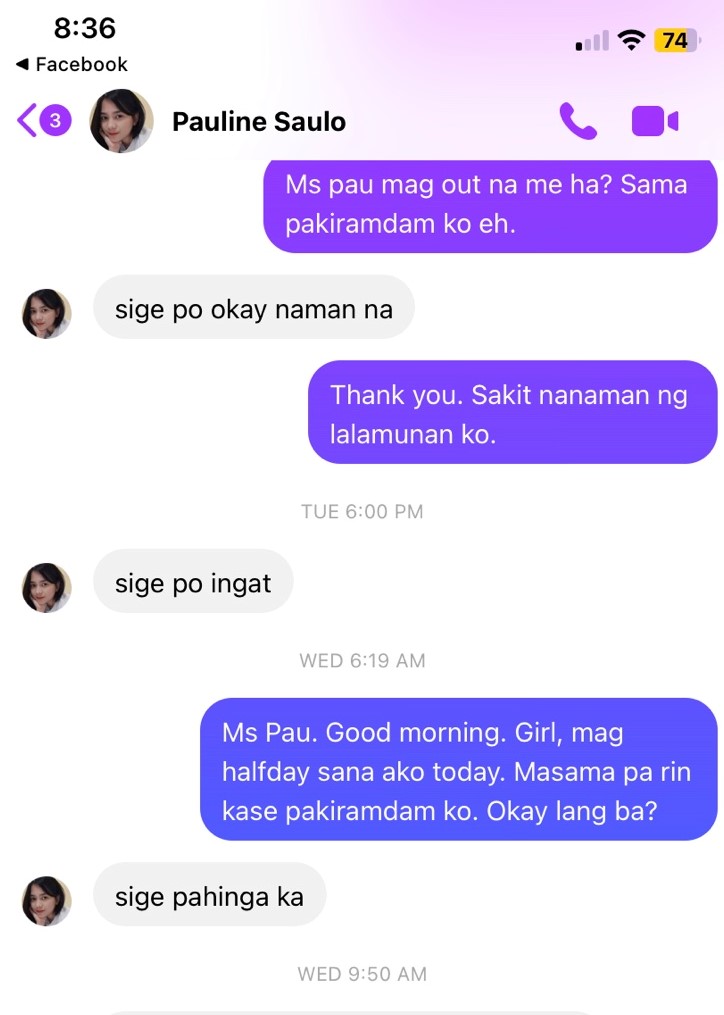 8:36
74
Facebook
3
Pauline Saulo
Ms pau mag out na me ha? Sama
pakiramdam ko eh.
sige po okay naman na
Thank you. Sakit nanaman ng
lalamunan ko.
TUE 6:00 PM
sige po ingat
WED 6:19 AM
Ms Pau. Good morning. Girl, mag
halfday sana ako today. Masama pa rin
kase pakiramdam ko. Okay lang ba?
sige pahinga ka
WED 9:50 AM